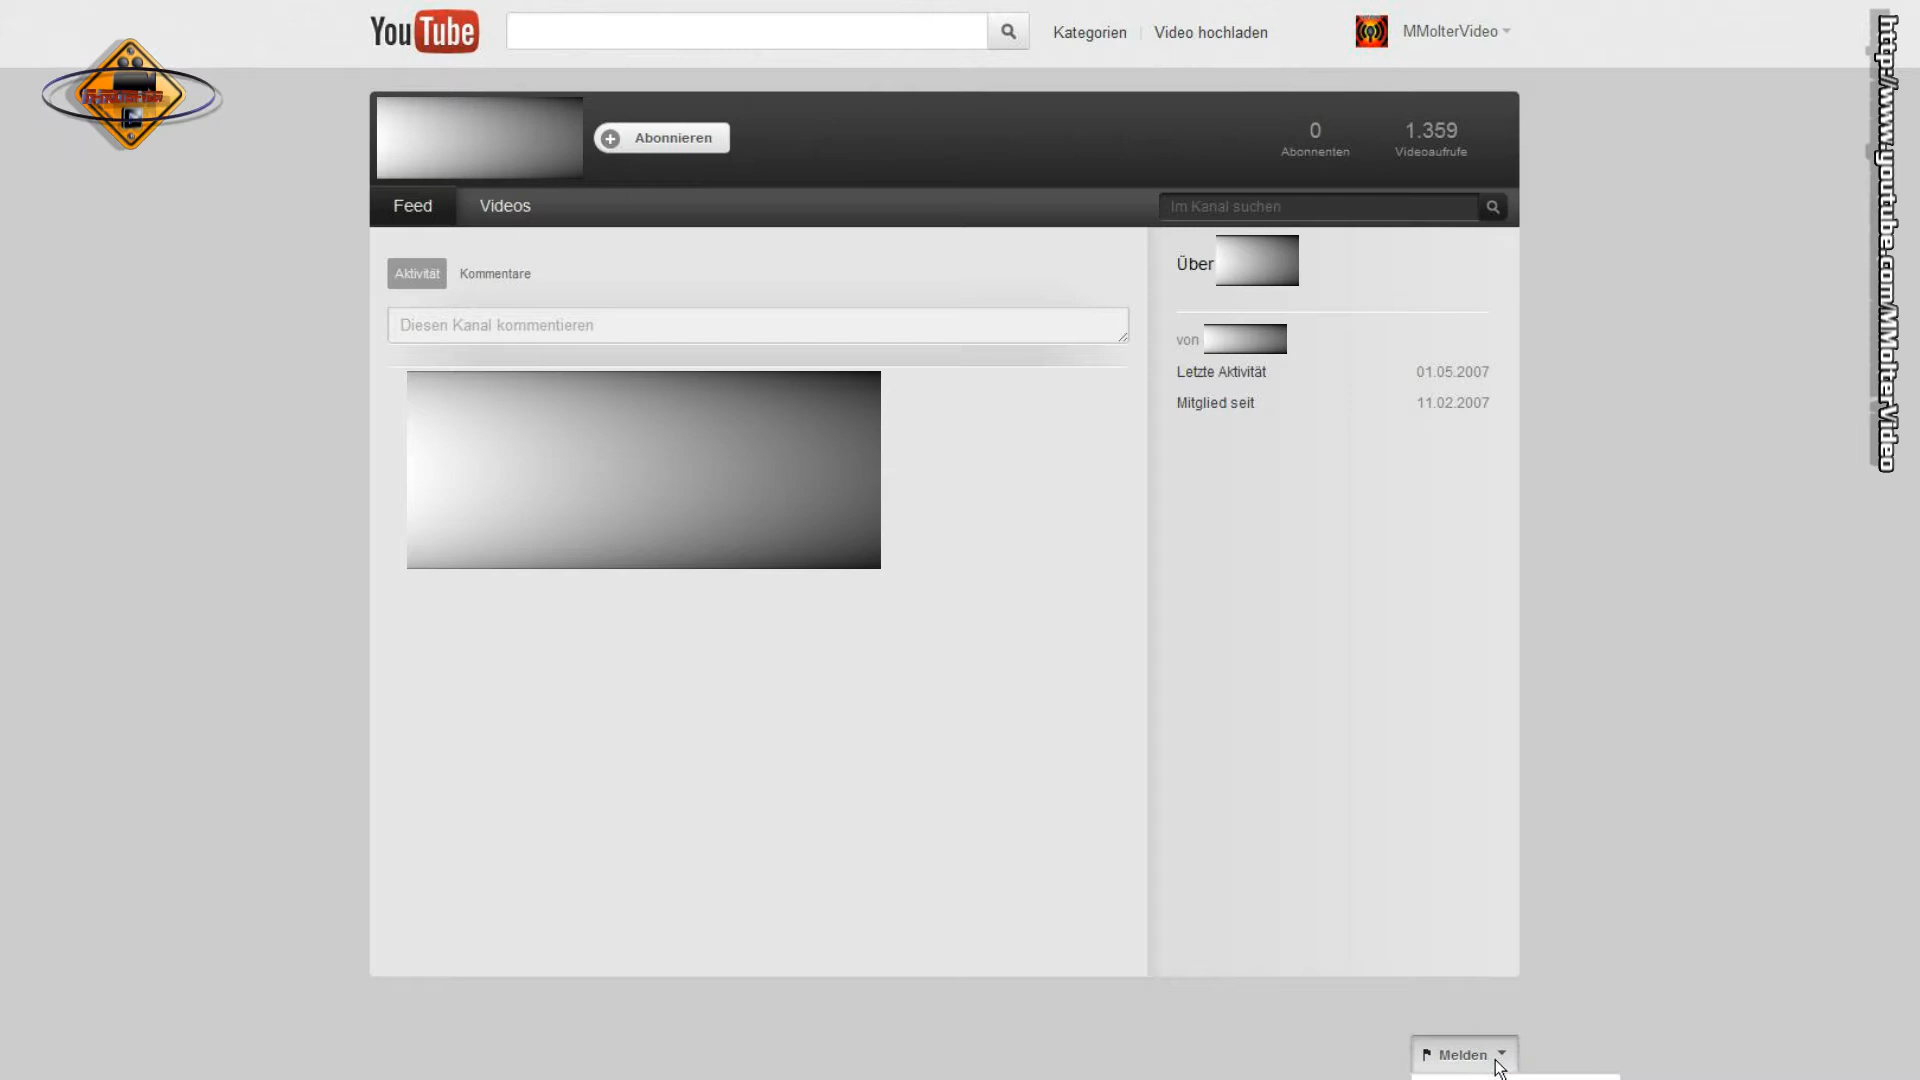 YouTube
Kategorien
Video hochladen
MMolterVideo
http://www.youtube.com/MMolterVideo
Abonnieren
0
Abonnenten
1.359
Videoaufrufe
Feed
Videos
Im Kanal suchen
Aktivität
Kommentare
Diesen Kanal kommentieren
Über
von
Letzte Aktivität 01.05.2007
Mitglied seit 11.02.2007
Melden